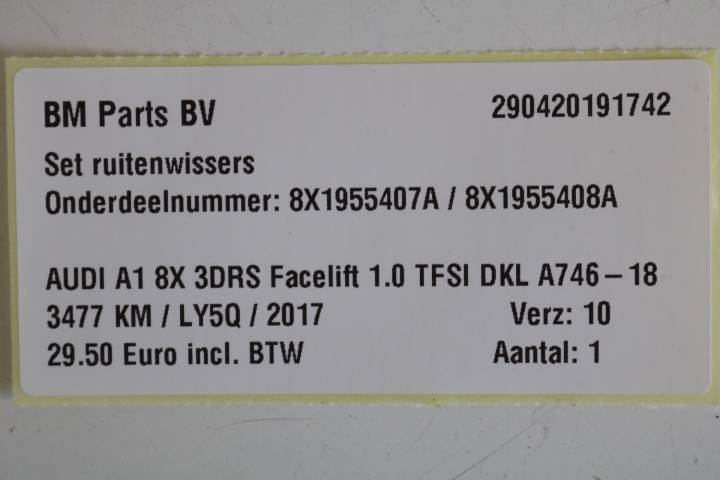 BM Parts BV 290420191742
Set ruitenwissers
Onderdeelnummer: 8X1955407A / 8X1955408A
AUDI A1 8X 3DRS Facelift 1.0 TFSI DKL A746-18
3477 KM / LY5Q / 2017 Verz: 10
29.50 Euro incl. BTW Aantal: 1